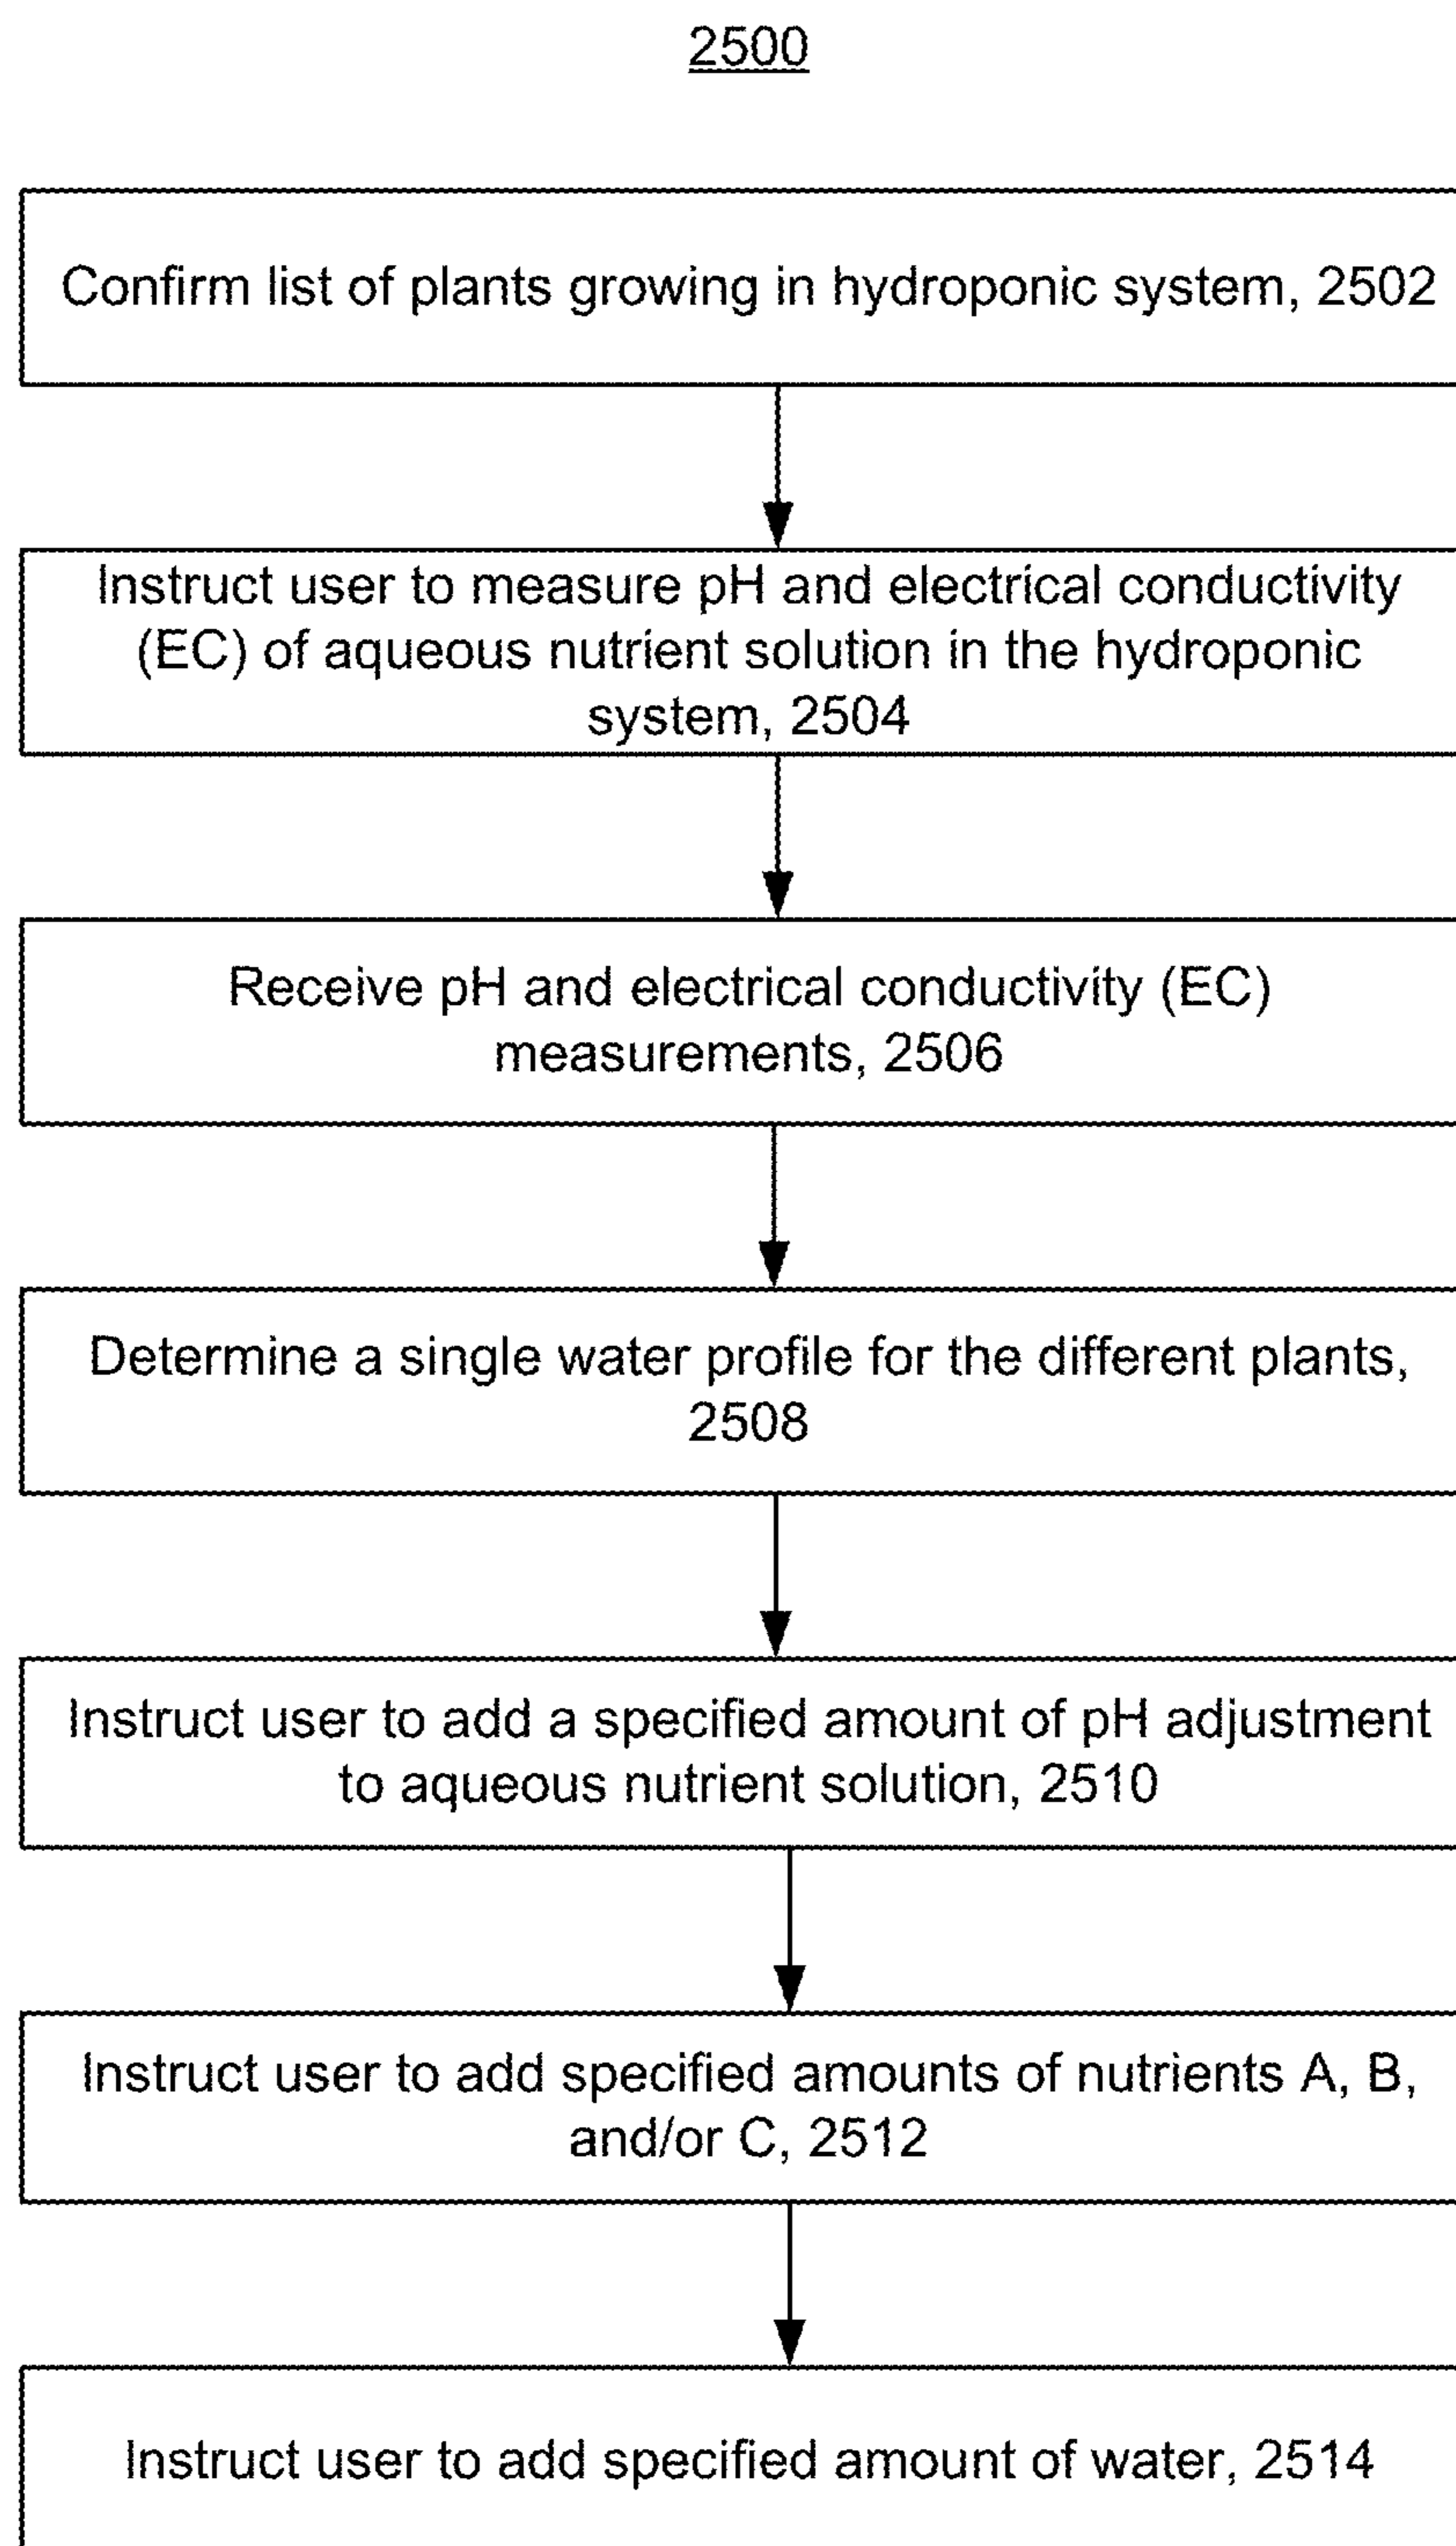 2500
Confirm list of plants growing in hydroponic system, 2502
Instruct user to measure pH and electrical conductivity
(EC) of aqueous nutrient solution in the hydroponic
system, 2504
Receive pH and electrical conductivity (EC)
measurements, 2506
Determine a single water profile for the different plants,
2508
Instruct user to add a specified amount of pH adjustment
to aqueous nutrient solution, 2510
Instruct user to add specified amounts of nutrients A, B,
and/or C, 2512
Instruct user to add specified amount of water, 2514